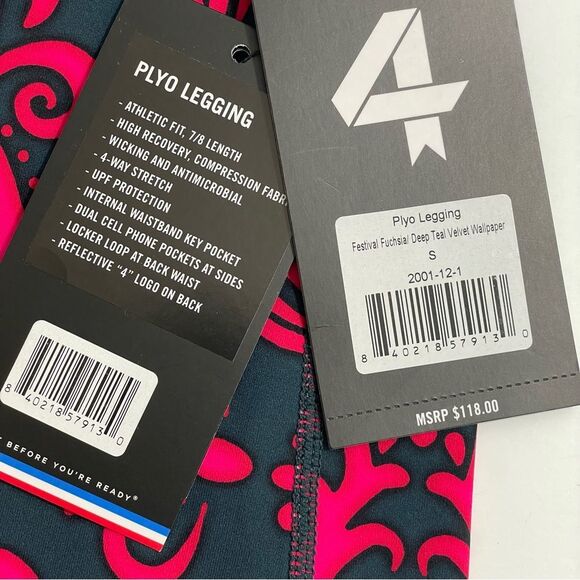 PLYO LEGGING
- ATHLETIC FIT, 7/8 LENGTH
- HIGH RECOVERY, COMPRESSION FABR
- WICKING AND ANTIMICROBIAL
- 4-WAY STRETCH
- UPF PROTECTION
- INTERNAL WAISTBAND KEY POCKET
- DUAL CELL PHONE POCKETS AT SIDES
- LOCKER LOOP AT BACK WAIST
- REFLECTIVE "4" LOGO ON BACK
8 40218 57913 0
BEFORE YOU'RE READY®
4
Plyo Legging
Festival Fuchsia/ Deep Teal Velvet Wallpaper
S
2001-12-1
8 40218 57913 0
MSRP $118.00